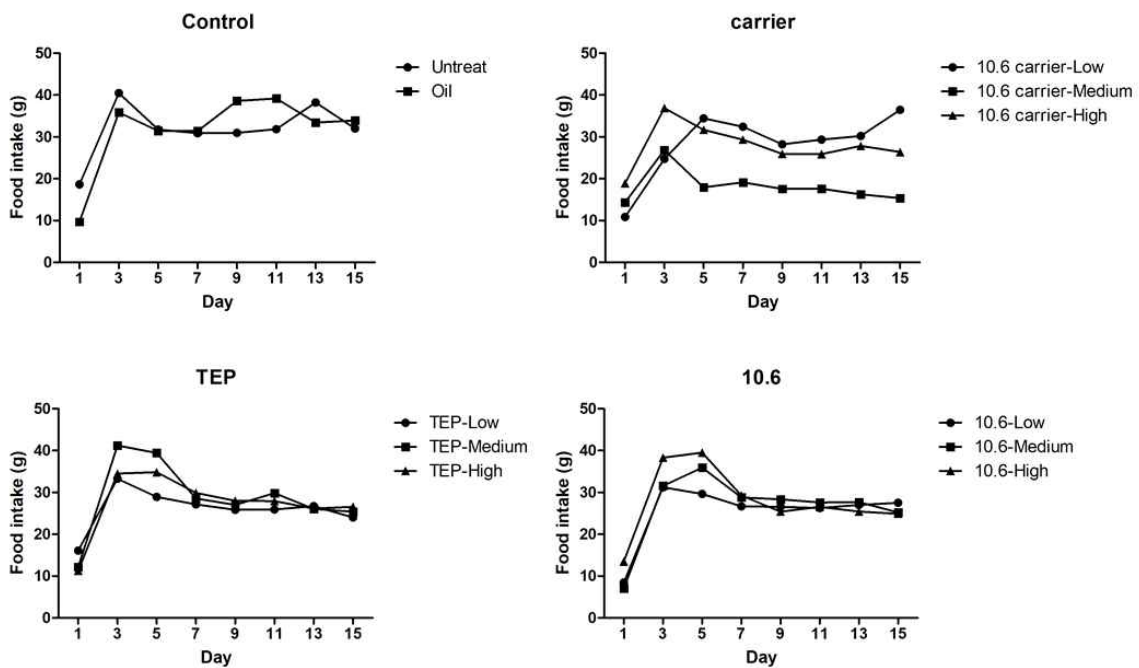 Control
50
40
30
20
10
0
Food intake (g)
1 3 5 7 9 11 13 15
Day
Untreat
Oil
carrier
50
40
30
20
10
0
Food intake (g)
1 3 5 7 9 11 13 15
Day
10.6 carrier-Low
10.6 carrier-Medium
10.6 carrier-High
TEP
50
40
30
20
10
0
Food intake (g)
1 3 5 7 9 11 13 15
Day
TEP-Low
TEP-Medium
TEP-High
10.6
50
40
30
20
10
0
Food intake (g)
1 3 5 7 9 11 13 15
Day
10.6-Low
10.6-Medium
10.6-High